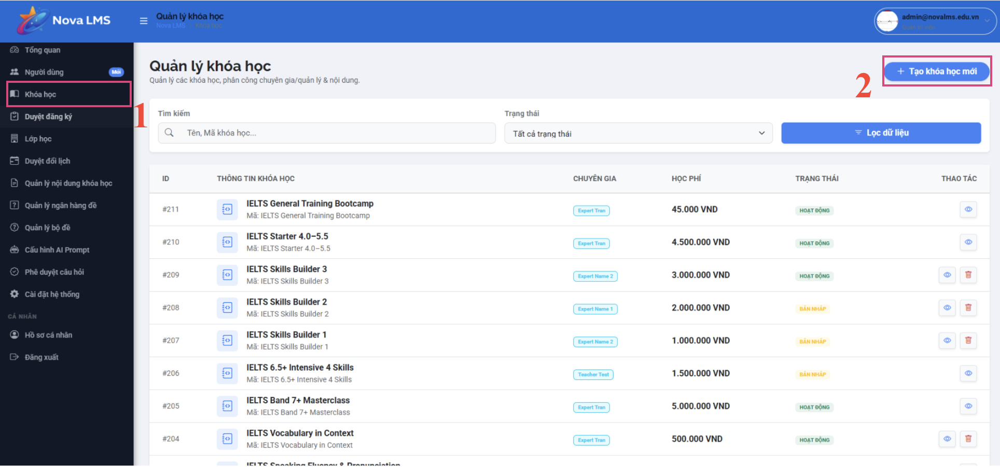 Nova LMS
Quản lý khóa học
Nova LMS
Khóa học
admin@novalms.edu.vn
Quản trị viên
Tổng quan
Người dùng
Mới
Khóa học
Duyệt đăng ký
Lớp học
Duyệt đổi lịch
Quản lý nội dung khóa học
Quản lý ngân hàng đề
Quản lý bộ đề
Cấu hình AI Prompt
Phê duyệt câu hỏi
Cài đặt hệ thống
CÁ NHÂN
Hồ sơ cá nhân
Đăng xuất
1
Quản lý khóa học
Quản lý các khóa học, phân công chuyên gia/quản lý & nội dung.
2
+ Tạo khóa học mới
Tìm kiếm
Tên, Mã khóa học...
Trạng thái
Tất cả trạng thái
Lọc dữ liệu
ID THÔNG TIN KHÓA HỌC CHUYÊN GIA HỌC PHÍ TRẠNG THÁI THAO TÁC
#211 IELTS General Training Bootcamp Expert Tran 45.000 VND HOẠT ĐỘNG
Mã: IELTS General Training Bootcamp
#210 IELTS Starter 4.0–5.5 Expert Tran 4.500.000 VND HOẠT ĐỘNG
Mã: IELTS Starter 4.0–5.5
#209 IELTS Skills Builder 3 Expert Name 2 3.000.000 VND HOẠT ĐỘNG
Mã: IELTS Skills Builder 3
#208 IELTS Skills Builder 2 Expert Name 1 2.000.000 VND BẢN NHÁP
Mã: IELTS Skills Builder 2
#207 IELTS Skills Builder 1 Expert Name 2 1.000.000 VND BẢN NHÁP
Mã: IELTS Skills Builder 1
#206 IELTS 6.5+ Intensive 4 Skills Teacher Test 1.500.000 VND BẢN NHÁP
Mã: IELTS 6.5+ Intensive 4 Skills
#205 IELTS Band 7+ Masterclass Expert Tran 5.000.000 VND HOẠT ĐỘNG
Mã: IELTS Band 7+ Masterclass
#204 IELTS Vocabulary in Context Expert Tran 500.000 VND HOẠT ĐỘNG
Mã: IELTS Vocabulary in Context
IELTS Speaking Fluency & Pronunciation